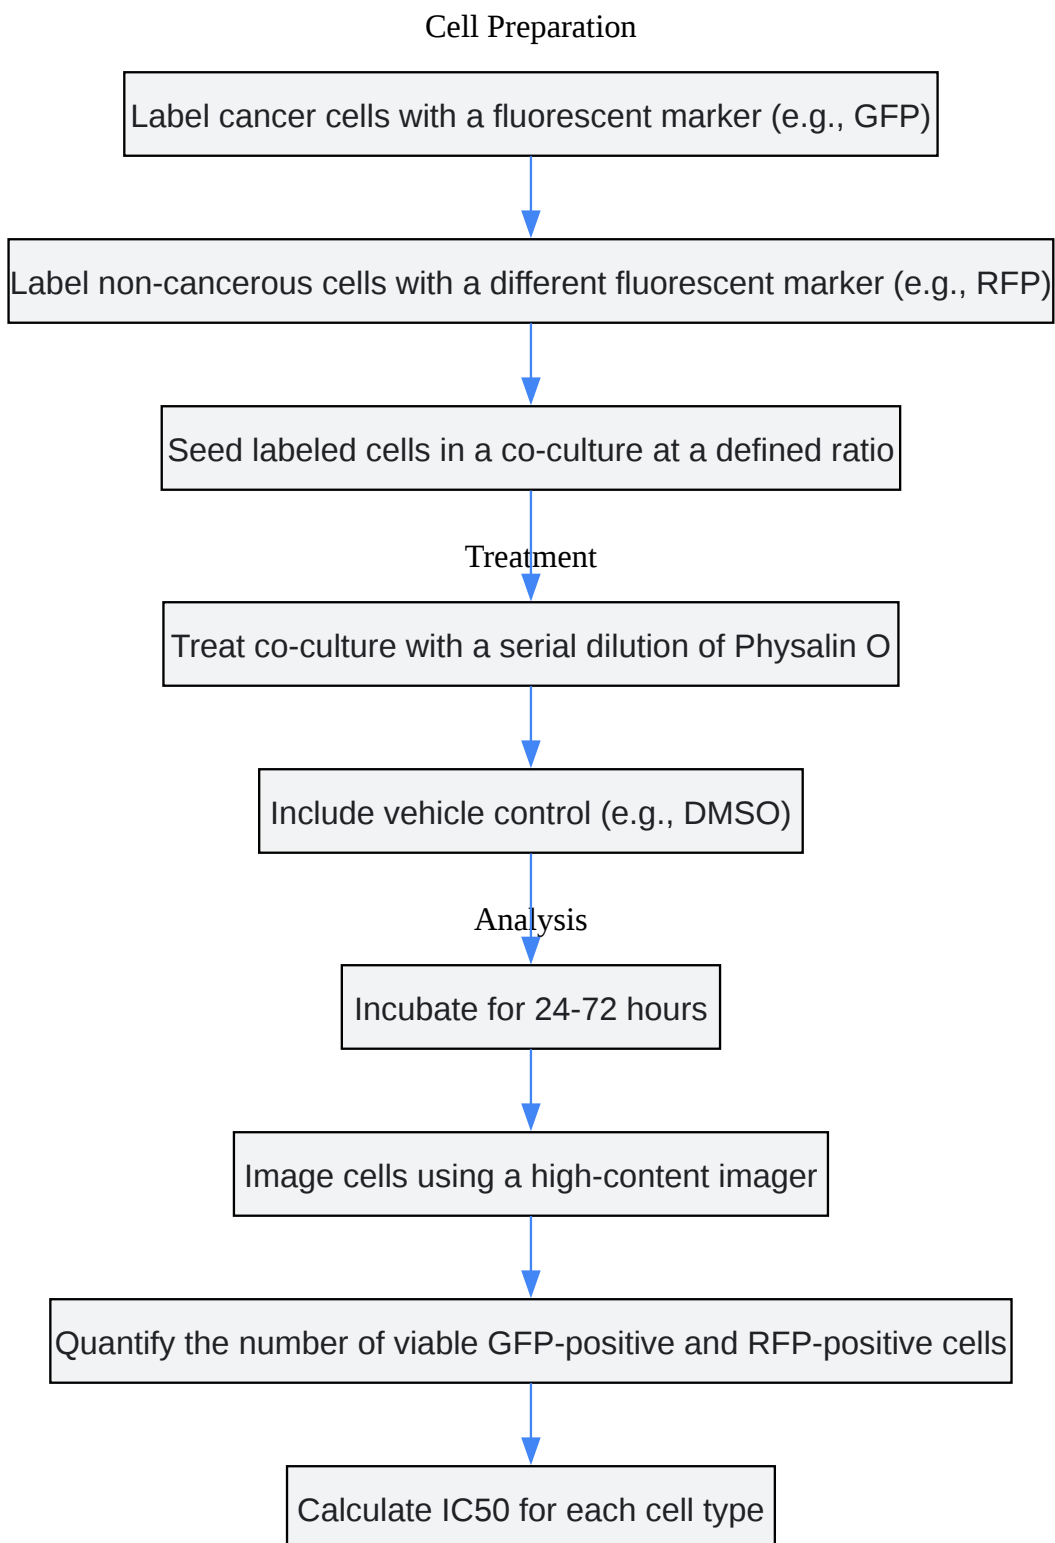 Cell Preparation
Label cancer cells with a fluorescent marker (e.g., GFP)
Label non-cancerous cells with a different fluorescent marker (e.g., RFP)
Seed labeled cells in a co-culture at a defined ratio
Treatment
Treat co-culture with a serial dilution of Physalin O
Include vehicle control (e.g., DMSO)
Analysis
Incubate for 24-72 hours
Image cells using a high-content imager
Quantify the number of viable GFP-positive and RFP-positive cells
Calculate IC50 for each cell type